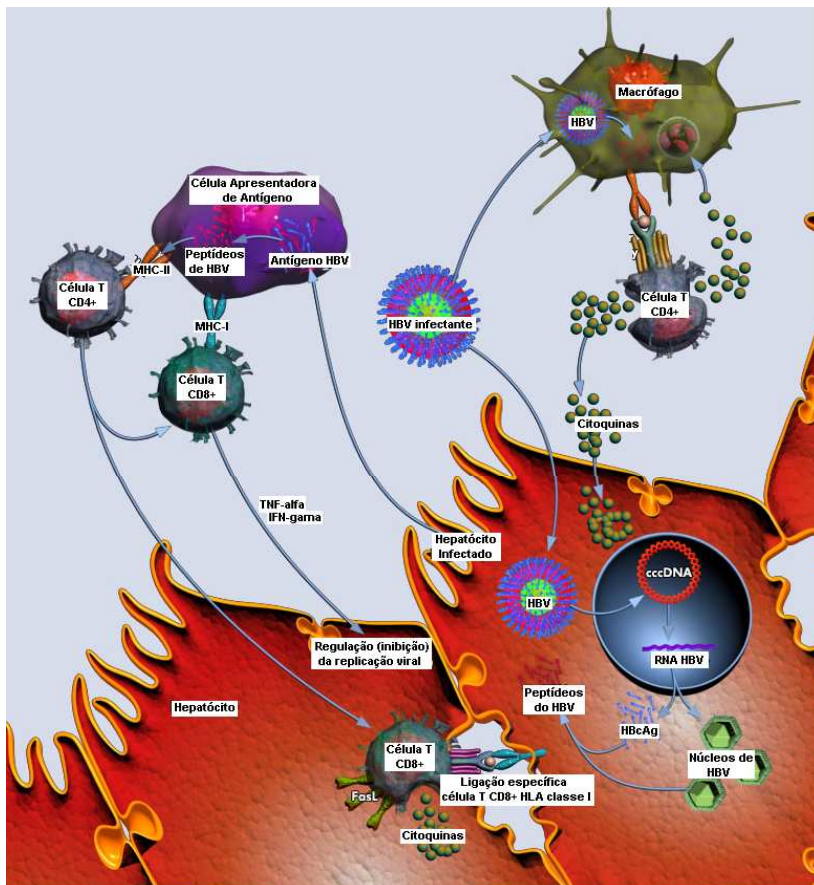 Macrófago
HBV
Célula Apresentadora
de Antígeno
Peptídeos
de HBV
Antígeno HBV
MHC-II
Célula T
CD4+
MHC-I
HBV infectante
Célula T
CD4+
Célula T
CD8+
Citoquinas
TNF-alfa
IFN-gama
Hepatócito
Infectado
cccDNA
HBV
Regulação (inibição)
da replicação viral
RNA HBV
Peptídeos
do HBV
Hepatócito
HBcAg
Núcleos de
HBV
Célula T
CD8+
Ligação específica
célula T CD8+ HLA classe I
FasL
Citoquinas